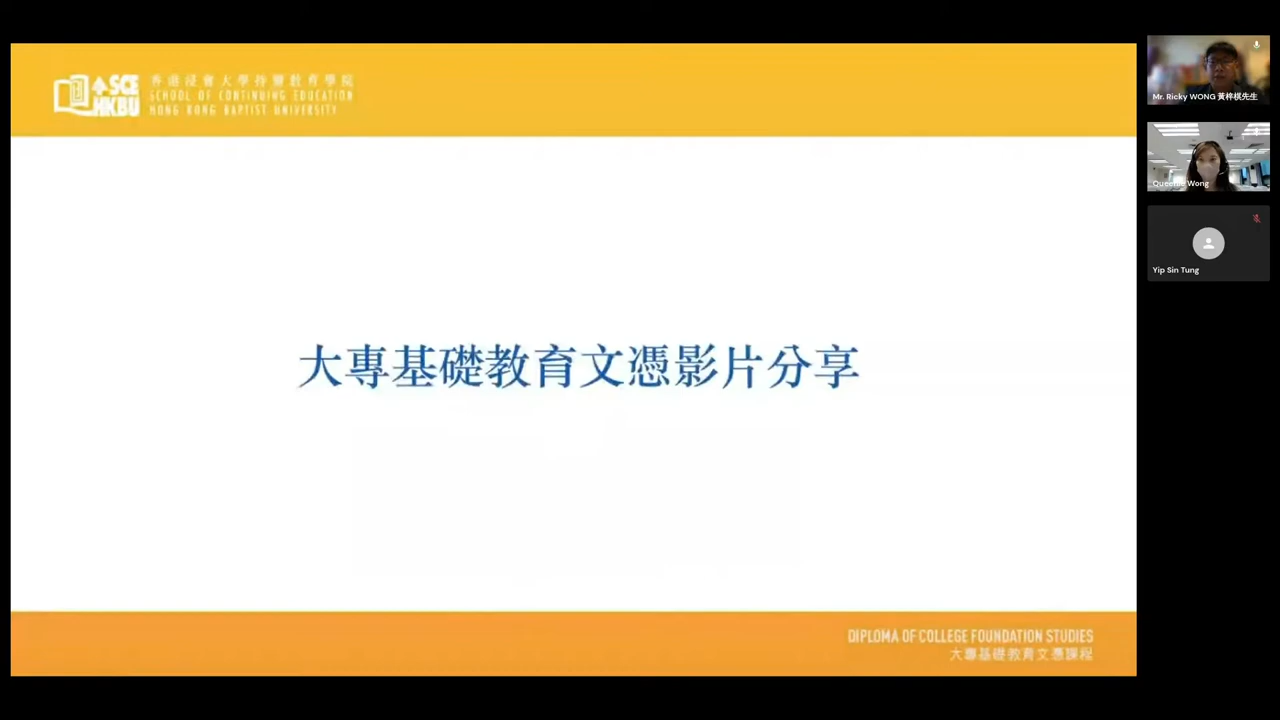 SCE
HKBU
香港浸會大學持續教育學院
SCHOOL OF CONTINUING EDUCATION
HONG KONG BAPTIST UNIVERSITY
大專基礎教育文憑影片分享
DIPLOMA OF COLLEGE FOUNDATION STUDIES
大專基礎教育文憑課程
Mr. Ricky WONG 黃梓棋先生
Queenie Wong
Yip Sin Tung